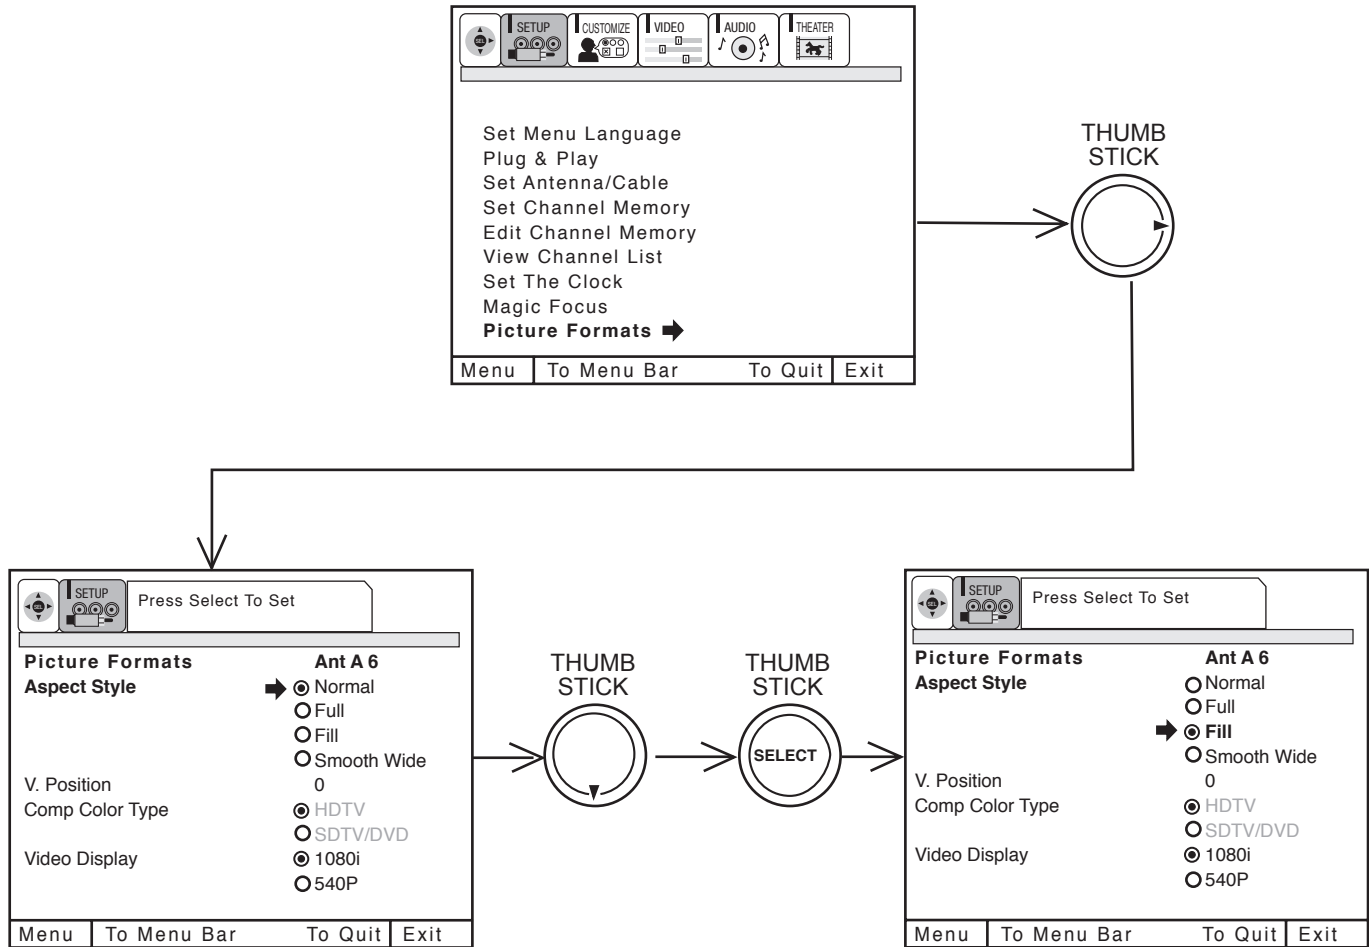 SEL SETUP CUSTOMIZE VIDEO AUDIO THEATER
Set Menu Language
Plug & Play
Set Antenna/Cable
Set Channel Memory
Edit Channel Memory
View Channel List
Set The Clock
Magic Focus
Picture Formats
Menu To Menu Bar To Quit Exit
THUMB
STICK
SEL SETUP Press Select To Set
Picture Formats Ant A 6
Aspect Style Normal
Full
Fill
Smooth Wide
V. Position 0
Comp Color Type HDTV
SDTV/DVD
Video Display 1080i
540P
Menu To Menu Bar To Quit Exit
THUMB
STICK
THUMB
STICK
SELECT
SEL SETUP Press Select To Set
Picture Formats Ant A 6
Aspect Style Normal
Full
Fill
Smooth Wide
V. Position 0
Comp Color Type HDTV
SDTV/DVD
Video Display 1080i
540P
Menu To Menu Bar To Quit Exit